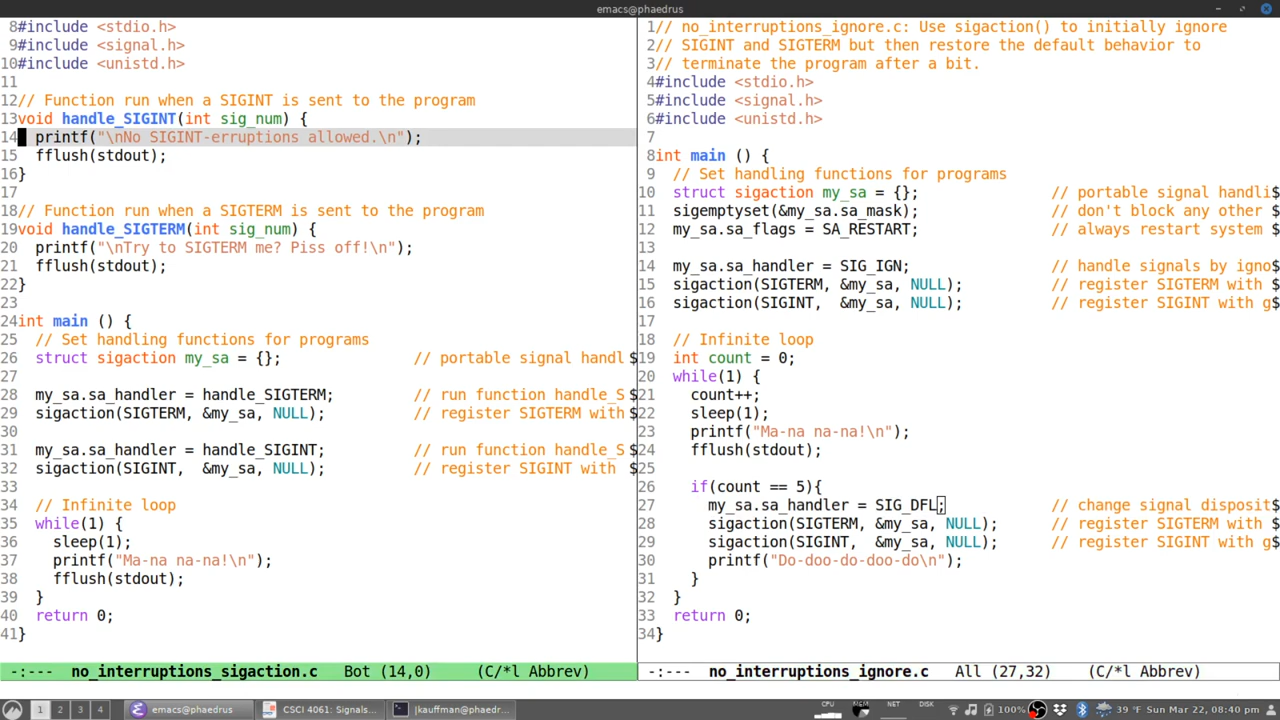 emacs@phaedrus
8#include <stdio.h>
9#include <signal.h>
10#include <unistd.h>
11
12// Function run when a SIGINT is sent to the program
13void handle_SIGINT(int sig_num) {
14  printf("\nNo SIGINT-erruptions allowed.\n");
15  fflush(stdout);
16}
17
18// Function run when a SIGTERM is sent to the program
19void handle_SIGTERM(int sig_num) {
20  printf("\nTry to SIGTERM me? Piss off!\n");
21  fflush(stdout);
22}
23
24int main () {
25  // Set handling functions for programs
26  struct sigaction my_sa = {};               // portable signal handl $
27
28  my_sa.sa_handler = handle_SIGTERM;         // run function handle_S $
29  sigaction(SIGTERM, &my_sa, NULL);          // register SIGTERM with $
30
31  my_sa.sa_handler = handle_SIGINT;          // run function handle_S $
32  sigaction(SIGINT,  &my_sa, NULL);          // register SIGINT with $
33
34  // Infinite loop
35  while(1) {
36    sleep(1);
37    printf("Ma-na na-na!\n");
38    fflush(stdout);
39  }
40  return 0;
41}
-:---  no_interruptions_sigaction.c   Bot (14,0)     (C/*l Abbrev)
1// no_interruptions_ignore.c: Use sigaction() to initially ignore
2// SIGINT and SIGTERM but then restore the default behavior to
3// terminate the program after a bit.
4#include <stdio.h>
5#include <signal.h>
6#include <unistd.h>
7
8int main () {
9  // Set handling functions for programs
10  struct sigaction my_sa = {};               // portable signal handli$
11  sigemptyset(&my_sa.sa_mask);               // don't block any other $
12  my_sa.sa_flags = SA_RESTART;               // always restart system $
13
14  my_sa.sa_handler = SIG_IGN;                // handle signals by igno$
15  sigaction(SIGTERM, &my_sa, NULL);          // register SIGTERM with $
16  sigaction(SIGINT,  &my_sa, NULL);          // register SIGINT with g$
17
18  // Infinite loop
19  int count = 0;
20  while(1) {
21    count++;
22    sleep(1);
23    printf("Ma-na na-na!\n");
24    fflush(stdout);
25
26    if(count == 5){
27      my_sa.sa_handler = SIG_DFL;            // change signal disposit$
28      sigaction(SIGTERM, &my_sa, NULL);      // register SIGTERM with $
29      sigaction(SIGINT,  &my_sa, NULL);      // register SIGINT with g$
30      printf("Do-doo-do-doo-do\n");
31    }
32  }
33  return 0;
34}
-:---  no_interruptions_ignore.c   All (27,32)    (C/*l Abbrev)
1 2 3 4 emacs@phaedrus CSCI 4061: Signals... |kauffman@phaedr... CPU MEM NET DISK 100% 39 °F Sun Mar 22, 08:40 pm